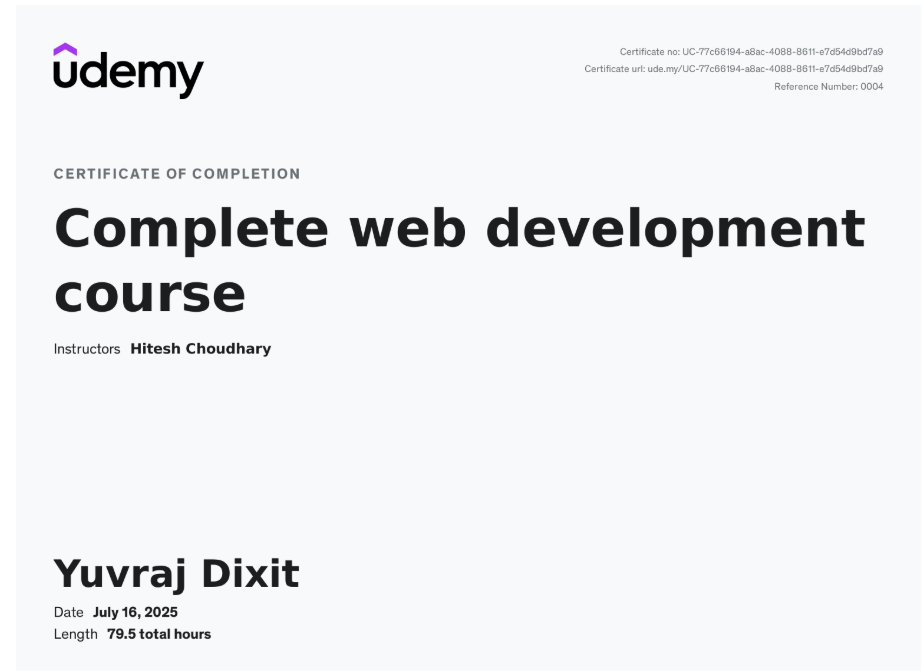 udemy
Certificate no: UC-77c66194-a8ac-4088-8611-e7d54d9bd7a9
Certificate url: ude.my/UC-77c66194-a8ac-4088-8611-e7d54d9bd7a9
Reference Number: 0004
CERTIFICATE OF COMPLETION
Complete web development
course
Instructors Hitesh Choudhary
Yuvraj Dixit
Date July 16, 2025
Length 79.5 total hours